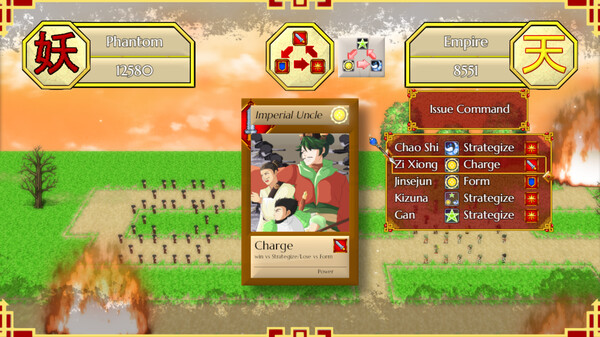 妖
Phantom
12580
Empire
8551
天
Issue Command
Imperial Uncle
Chao Shi Strategize
Zi Xiong Charge
Jinsejun Form
Kizuna Strategize
Gan Strategize
Charge
win vs Strategize/Lose vs Form
Power